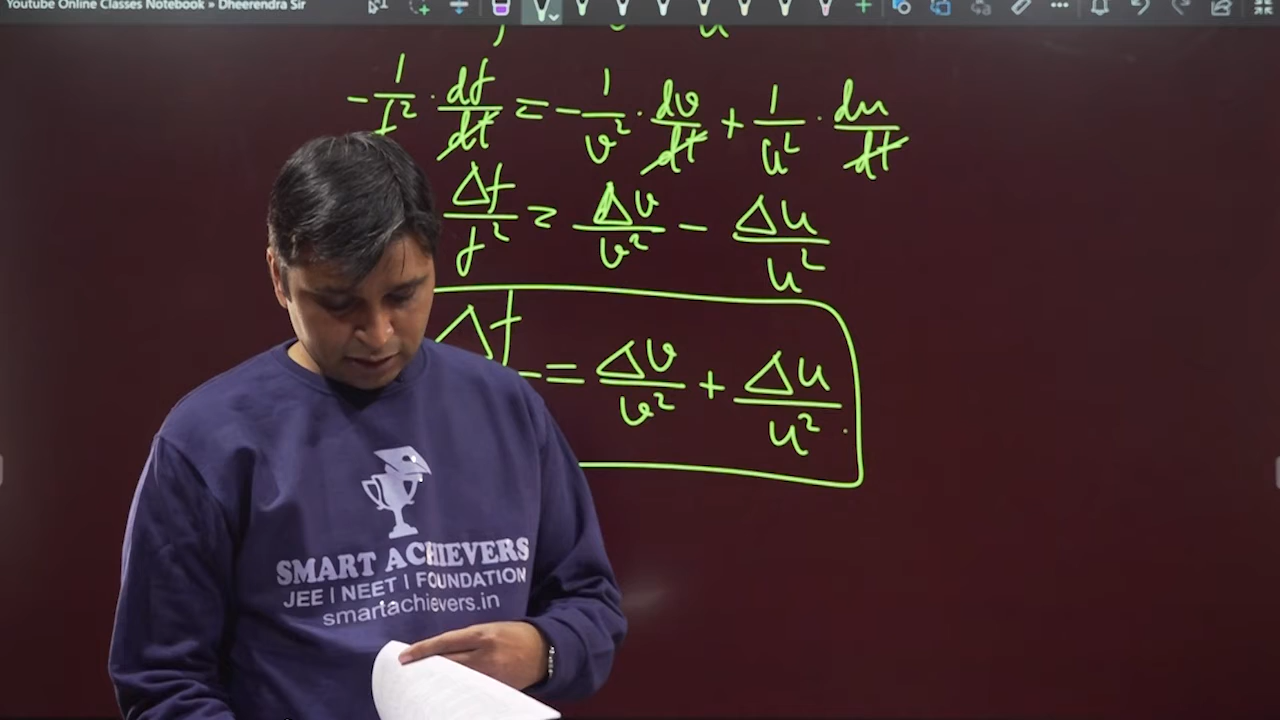 Youtube Online Classes Notebook » Dheerendra Sir
-1/f² · df/dt = -1/v² · dv/dt + 1/u² · du/dt
Δf/f² = Δv/v² - Δu/u²
Δf = Δv/v² + Δu/u²
SMART ACHIEVERS
JEE | NEET | FOUNDATION
smartachievers.in